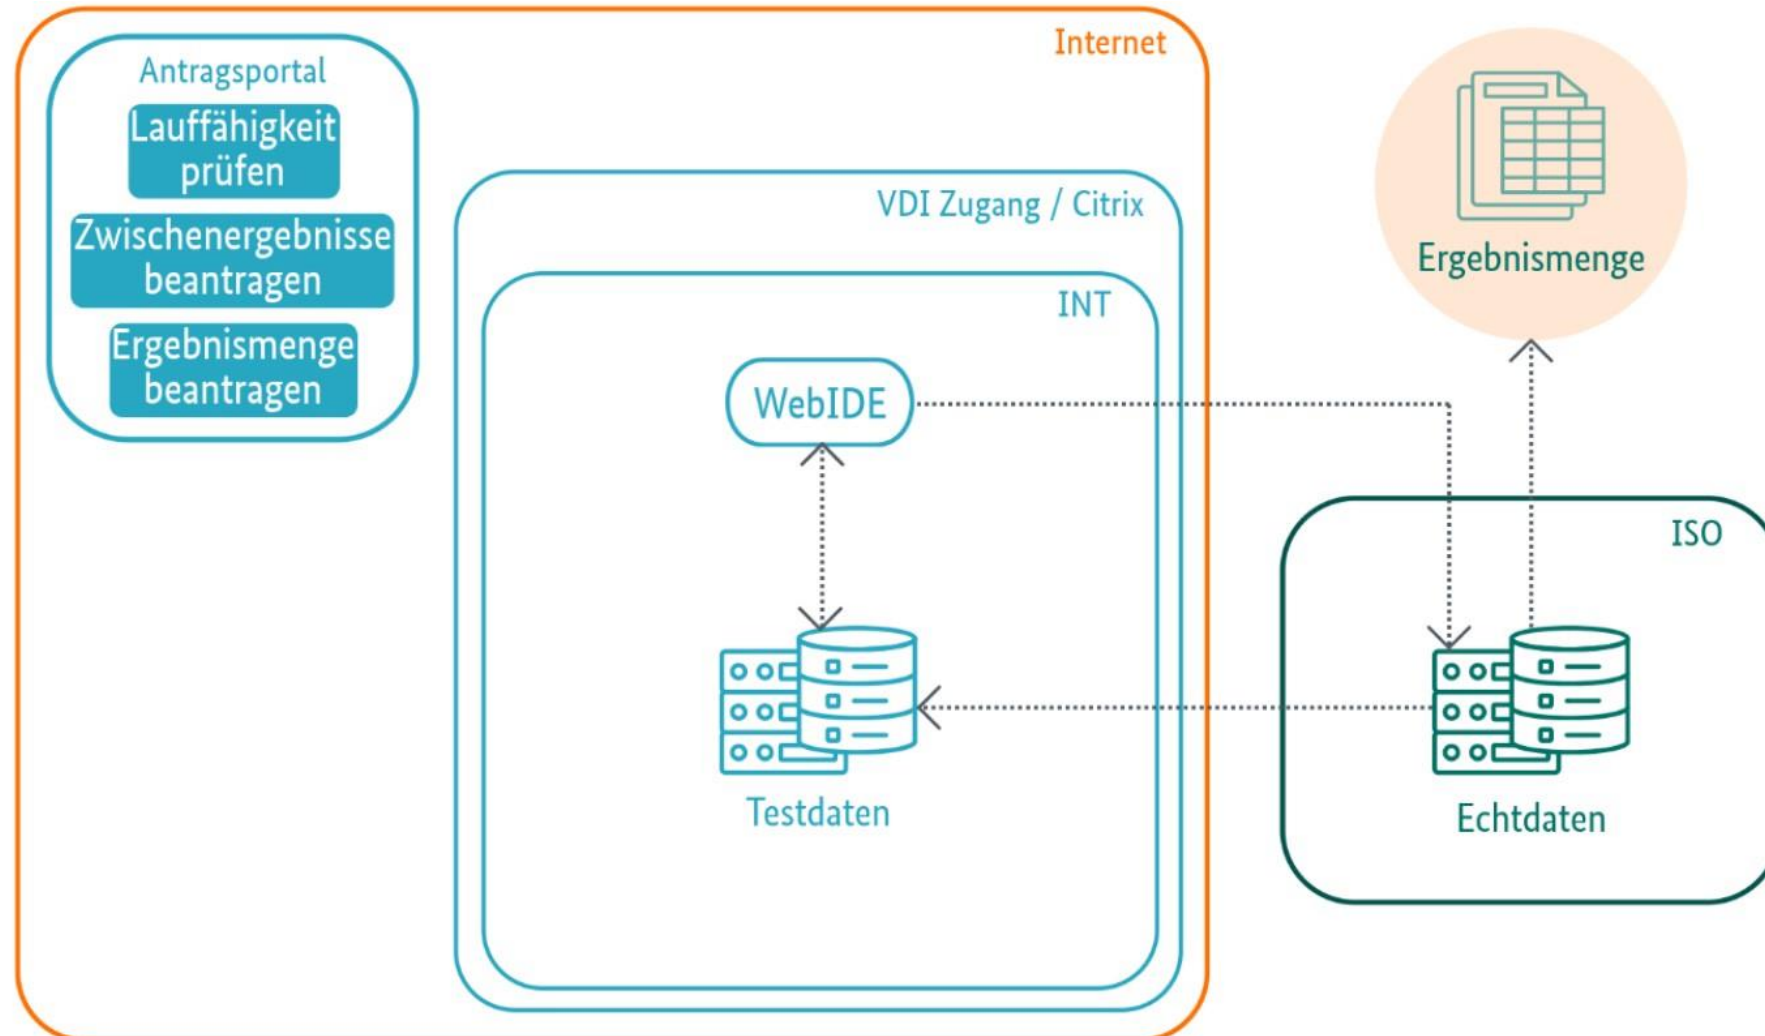 Internet
Antragsportal
Lauffähigkeit
prüfen
Zwischenergebnisse
beantragen
Ergebnismenge
beantragen
VDI Zugang / Citrix
INT
WebIDE
Testdaten
Ergebnismenge
ISO
Echtdaten